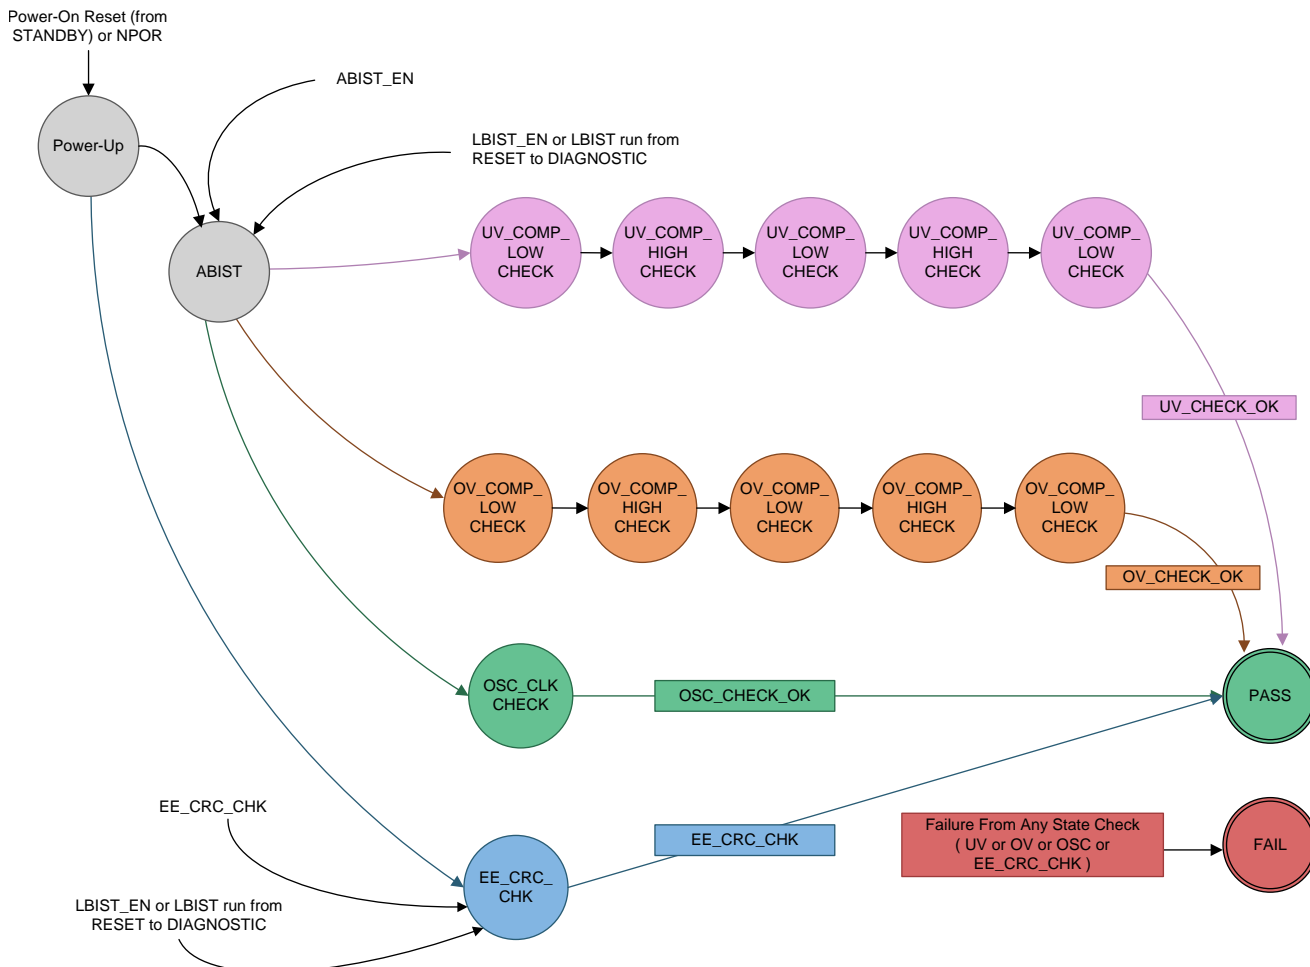 Power-On Reset (from
STANDBY) or NPOR
ABIST_EN
Power-Up
LBIST_EN or LBIST run from
RESET to DIAGNOSTIC
ABIST
UV_COMP_
LOW
CHECK
UV_COMP_
HIGH
CHECK
UV_COMP_
LOW
CHECK
UV_COMP_
HIGH
CHECK
UV_COMP_
LOW
CHECK
UV_CHECK_OK
OV_COMP_
LOW
CHECK
OV_COMP_
HIGH
CHECK
OV_COMP_
LOW
CHECK
OV_COMP_
HIGH
CHECK
OV_COMP_
LOW
CHECK
OV_CHECK_OK
OSC_CLK
CHECK
OSC_CHECK_OK
PASS
EE_CRC_CHK
EE_CRC_
CHK
EE_CRC_CHK
Failure From Any State Check
( UV or OV or OSC or
EE_CRC_CHK )
FAIL
LBIST_EN or LBIST run from
RESET to DIAGNOSTIC